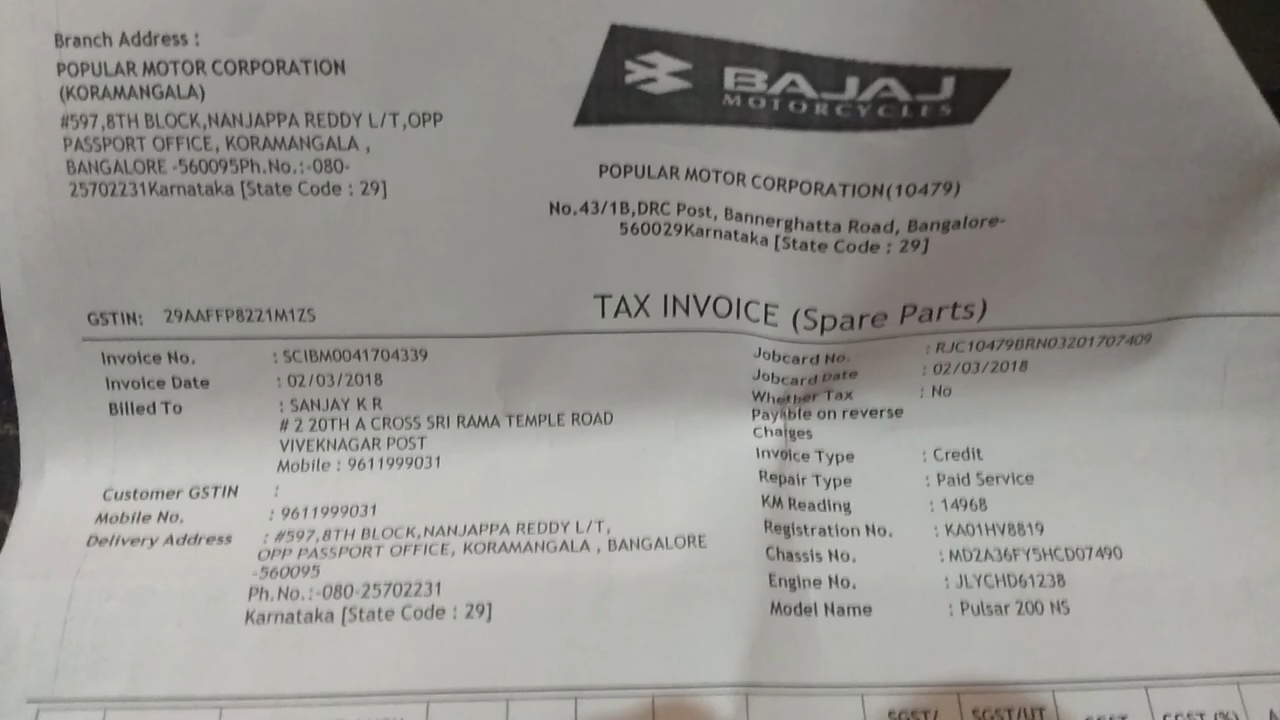 Branch Address :
POPULAR MOTOR CORPORATION
(KORAMANGALA)
#597,8TH BLOCK,NANJAPPA REDDY L/T,OPP
PASSPORT OFFICE, KORAMANGALA ,
BANGALORE -560095Ph.No.:-080-
25702231Karnataka [State Code : 29]
BAJAJ
MOTORCYCLES
POPULAR MOTOR CORPORATION(10479)
No.43/1B,DRC Post, Bannerghatta Road, Bangalore-
560029Karnataka [State Code : 29]
GSTIN: 29AAFFP8221M1ZS
TAX INVOICE (Spare Parts)
Invoice No. : SCIBM0041704339
Invoice Date : 02/03/2018
Billed To : SANJAY K R
# 2 20TH A CROSS SRI RAMA TEMPLE ROAD
VIVEKNAGAR POST
Mobile : 9611999031
Customer GSTIN :
Mobile No. : 9611999031
Delivery Address : #597,8TH BLOCK,NANJAPPA REDDY L/T,
OPP PASSPORT OFFICE, KORAMANGALA , BANGALORE
-560095
Ph.No.:-080-25702231
Karnataka [State Code : 29]
Jobcard No. : RJC10479BRN03201707409
Jobcard Date : 02/03/2018
Whether Tax : No
Payable on reverse
Charges
Invoice Type : Credit
Repair Type : Paid Service
KM Reading : 14968
Registration No. : KA01HV8819
Chassis No. : MD2A36FY5HCD07490
Engine No. : JLYCHD61238
Model Name : Pulsar 200 NS
SGST/ SGST/UT